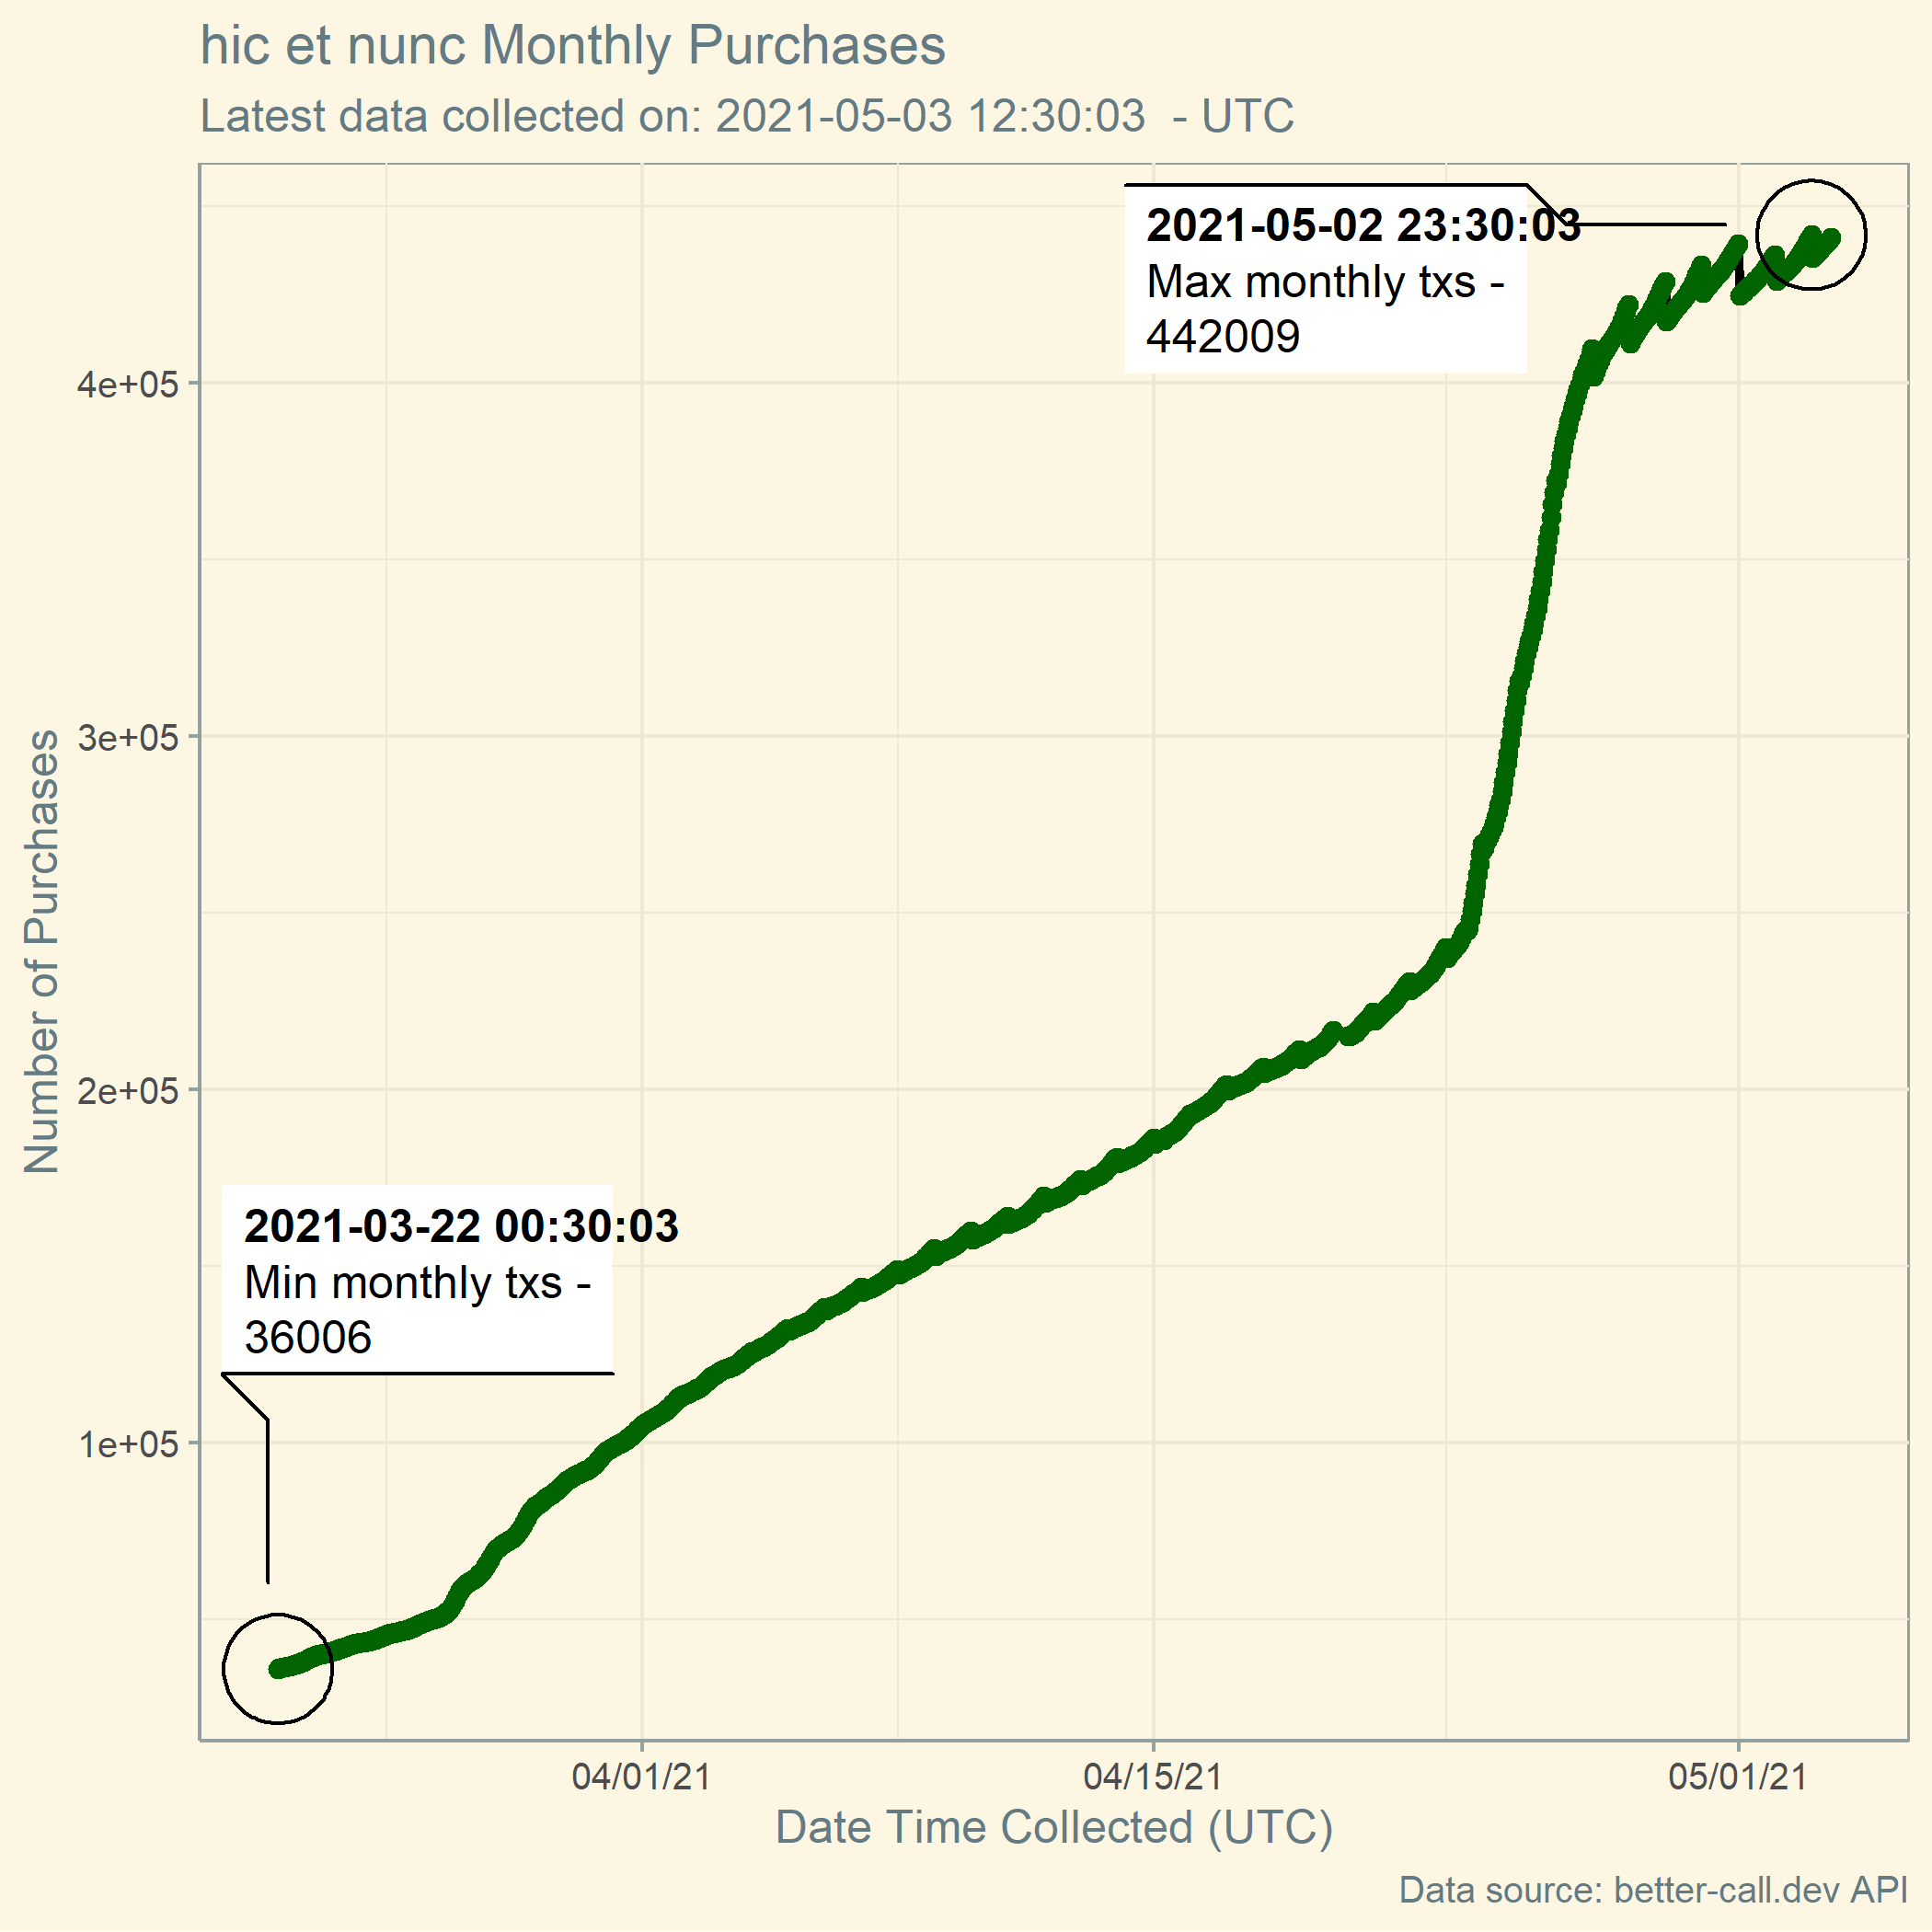 hic et nunc Monthly Purchases
Latest data collected on: 2021-05-03 12:30:03 - UTC
2021-05-02 23:30:03
Max monthly txs -
442009
4e+05
3e+05
2e+05
1e+05
Number of Purchases
2021-03-22 00:30:03
Min monthly txs -
36006
04/01/21
04/15/21
05/01/21
Date Time Collected (UTC)
Data source: better-call.dev API